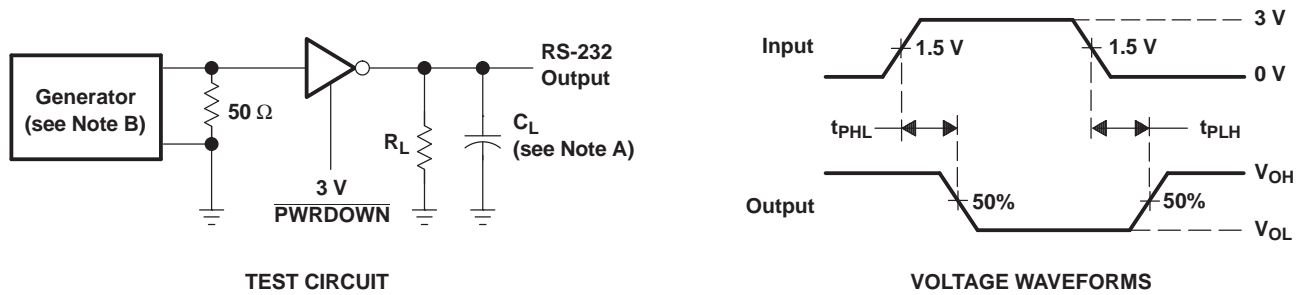 Generator
(see Note B)
50 Ω
3 V
PWRDOWN
R_L
C_L
(see Note A)
RS-232
Output
TEST CIRCUIT
Input
1.5 V
1.5 V
3 V
0 V
t_PHL
t_PLH
Output
50%
50%
V_OH
V_OL
VOLTAGE WAVEFORMS